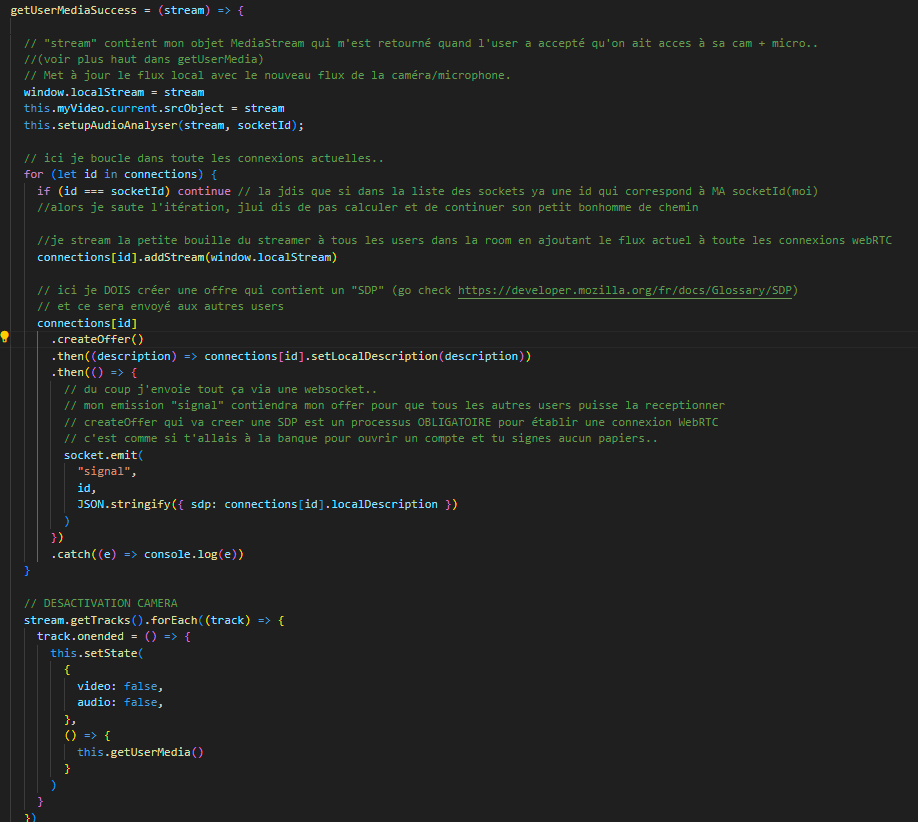 getUserMediaSuccess = (stream) => {
// "stream" contient mon objet MediaStream qui m'est retourné quand l'user a accepté qu'on ait acces à sa cam + micro..
//(voir plus haut dans getUserMedia)
// Met à jour le flux local avec le nouveau flux de la caméra/microphone.
window.localStream = stream
this.myVideo.current.srcObject = stream
this.setupAudioAnalyser(stream, socketId);
// ici je boucle dans toute les connexions actuelles..
for (let id in connections) {
if (id === socketId) continue // la jdis que si dans la liste des sockets ya une id qui correspond à MA socketId(moi)
//alors je saute l'itération, jlui dis de pas calculer et de continuer son petit bonhomme de chemin
//je stream la petite bouille du streamer à tous les users dans la room en ajoutant le flux actuel à toute les connexions webRTC
connections[id].addStream(window.localStream)
// ici je DOIS créer une offre qui contient un "SDP" (go check https://developer.mozilla.org/fr/docs/Glossary/SDP)
// et ce sera envoyé aux autres users
connections[id]
.createOffer()
.then((description) => connections[id].setLocalDescription(description))
.then(() => {
// du coup j'envoie tout ça via une websocket..
// mon emission "signal" contiendra mon offer pour que tous les autres users puisse la receptionner
// createOffer qui va creer une SDP est un processus OBLIGATOIRE pour établir une connexion WebRTC
// c'est comme si t'allais à la banque pour ouvrir un compte et tu signes aucun papiers..
socket.emit(
"signal",
id,
JSON.stringify({ sdp: connections[id].localDescription })
)
})
.catch((e) => console.log(e))
}
// DESACTIVATION CAMERA
stream.getTracks().forEach((track) => {
track.onended = () => {
this.setState(
{
video: false,
audio: false,
},
() => {
this.getUserMedia()
}
)
}
})